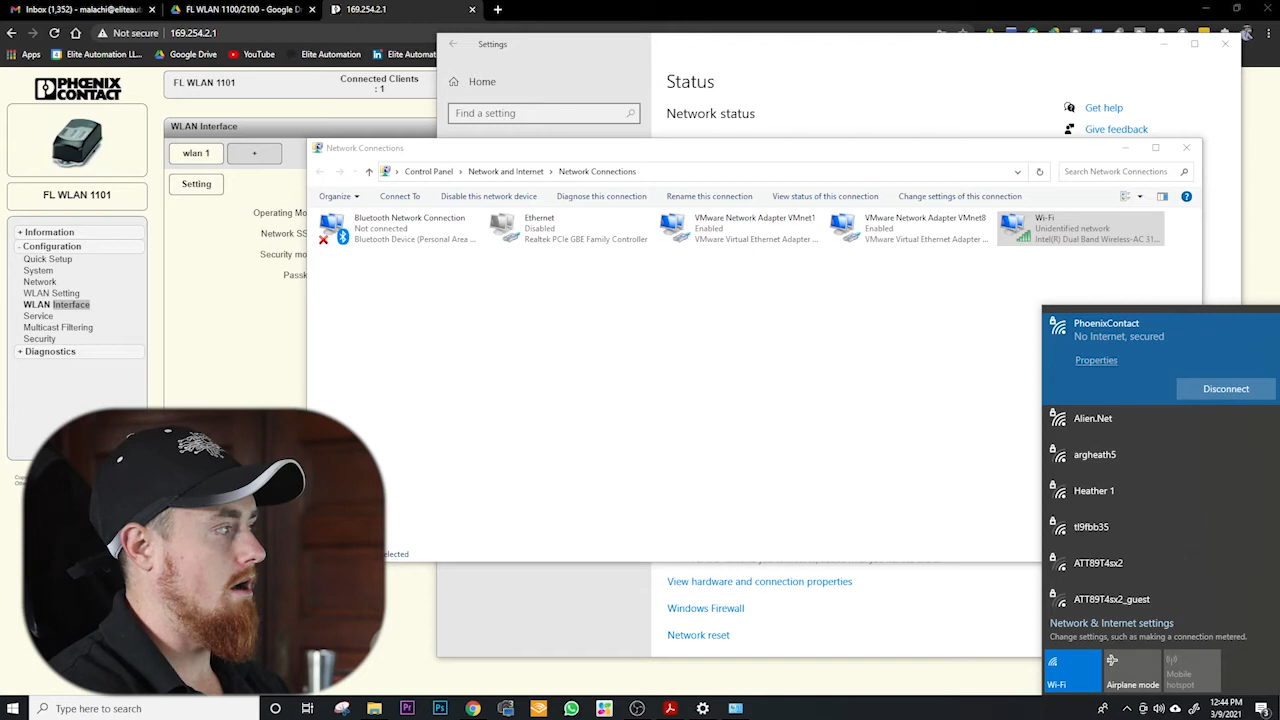 Inbox (1,352) - machi@eliteaut
FL WLAN 1100/2100 - Google D
169.254.2.1
Not secure
169.254.2.1
Apps
Elite Automation LL...
Google Drive
YouTube
Elite Automation
Elite Automat
PHOENIX
CONTACT
FL WLAN 1101
Connected Clients
: 1
FL WLAN 1101
+ Information
- Configuration
Quick Setup
System
Network
WLAN Setting
WLAN Interface
Service
Multicast Filtering
Security
+ Diagnostics
WLAN Interface
wlan 1
+
Setting
Operating Mo
Network SS
Security mo
Passk
Settings
Home
Find a setting
Status
Network status
Get help
Give feedback
Network Connections
Control Panel > Network and Internet > Network Connections
Search Network Connections
Organize
Connect To
Disable this network device
Diagnose this connection
Rename this connection
View status of this connection
Change settings of this connection
Bluetooth Network Connection
Not connected
Bluetooth Device (Personal Area ...
Ethernet
Disabled
Realtek PCIe GBE Family Controller
VMware Network Adapter VMnet1
Enabled
VMware Virtual Ethernet Adapter ...
VMware Network Adapter VMnet8
Enabled
VMware Virtual Ethernet Adapter ...
Wi-Fi
Unidentified network
Intel(R) Dual Band Wireless-AC 31...
elected
View hardware and connection properties
Windows Firewall
Network reset
PhoenixContact
No Internet, secured
Properties
Disconnect
Alien.Net
argheath5
Heather 1
tl9fbb35
ATT89T4sx2
ATT89T4sx2_guest
Network & Internet settings
Change settings, such as making a connection metered.
Wi-Fi
Airplane mode
Mobile
hotspot
Type here to search
12:44 PM
3/9/2021